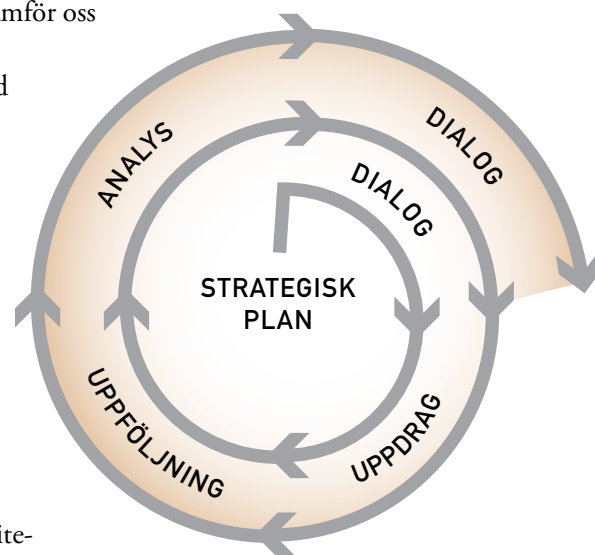 mför oss
d
ANALYS
DIALOG
DIALOG
STRATEGISK
PLAN
UPPFÖLJNING
UPPDRAG
ite-